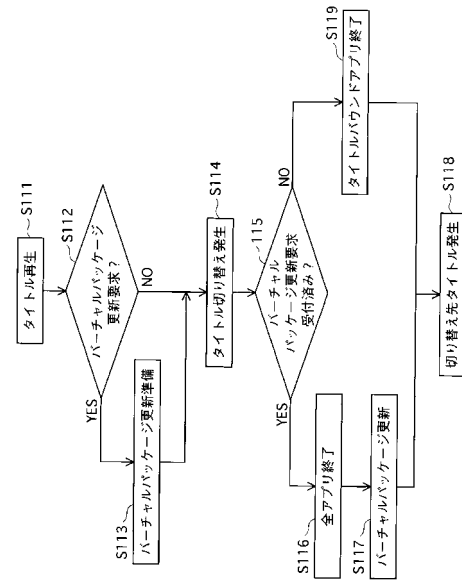 タイトル再生
S111
バーチャルパッケージ
更新要求？
S112
YES
NO
バーチャルパッケージ更新準備
S113
タイトル切り替え発生
S114
バーチャル
パッケージ更新要求
受付済み？
115
YES
NO
全アプリ終了
S116
バーチャルパッケージ更新
S117
タイトルバウンドアプリ終了
S119
切り替え先タイトル発生
S118